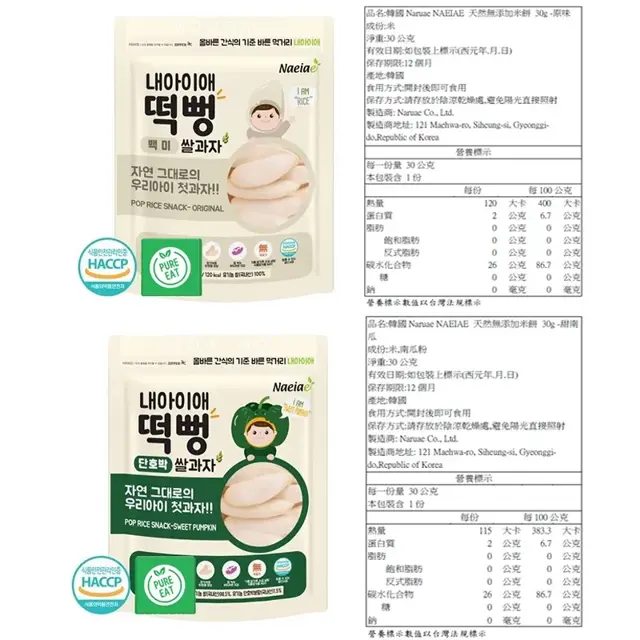 올바른 간식의 기준 바른 먹거리 내아이애
Naeiae
내아이애
떡뻥
백미 쌀과자
I AM "RICE"
자연 그대로의
우리아이 첫과자!!
POP RICE SNACK- ORIGINAL
HACCP
PURE EAT
無
품명:
品名:韓國 Naruae NAEIAE 天然無添加米餅 30g -原味
成份:米
淨重:30 公克
有效日期:如包裝上標示(西元年.月.日)
保存期限:12 個月
產地:韓國
食用方式:開封後即可食用
保存方式:請存放於陰涼乾燥處,避免陽光直接照射
製造商: Naruae Co., Ltd.
製造商地址: 121 Maehwa-ro, Siheung-si, Gyeonggi-
do,Republic of Korea
營養標示
每一份量 30 公克
本包裝含 1 份
每份 每 100 公克
熱量 120 大卡 400 大卡
蛋白質 2 公克 6.7 公克
脂肪 0 公克 0 公克
飽和脂肪 0 公克 0 公克
反式脂肪 0 公克 0 公克
碳水化合物 26 公克 86.7 公克
糖 0 公克 0 公克
鈉 0 毫克 0 毫克
營養標示數值以台灣法規標示
올바른 간식의 기준 바른 먹거리 내아이애
Naeiae
내아이애
떡뻥
단호박 쌀과자
자연 그대로의
우리아이 첫과자!!
POP RICE SNACK-SWEET PUMPKIN
HACCP
PURE EAT
無
品名:韓國 Naruae NAEIAE 天然無添加米餅 30g -甜南
瓜
成份:米,南瓜粉
淨重:30 公克
有效日期:如包裝上標示(西元年.月.日)
保存期限:12 個月
產地:韓國
食用方式:開封後即可食用
保存方式:請存放於陰涼乾燥處,避免陽光直接照射
製造商: Naruae Co., Ltd.
製造商地址: 121 Maehwa-ro, Siheung-si, Gyeongg
do,Republic of Korea
營養標示
每一份量 30 公克
本包裝含 1 份
每份 每 100 公克
熱量 115 大卡 383.3 大卡
蛋白質 2 公克 6.7 公克
脂肪 0 公克 0 公克
飽和脂肪 0 公克 0 公克
反式脂肪 0 公克 0 公克
碳水化合物 26 公克 86.7 公克
糖 0 公克 0 公克
鈉 0 毫克 0 毫克
營養標示數值以台灣法規標示